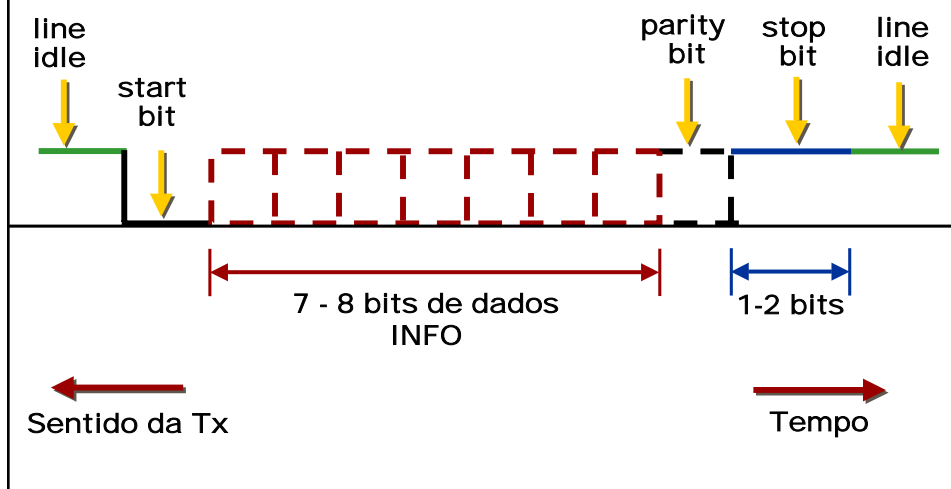 line
idle
start
bit
parity
bit
stop
bit
line
idle
7 - 8 bits de dados
INFO
1-2 bits
Sentido da Tx
Tempo